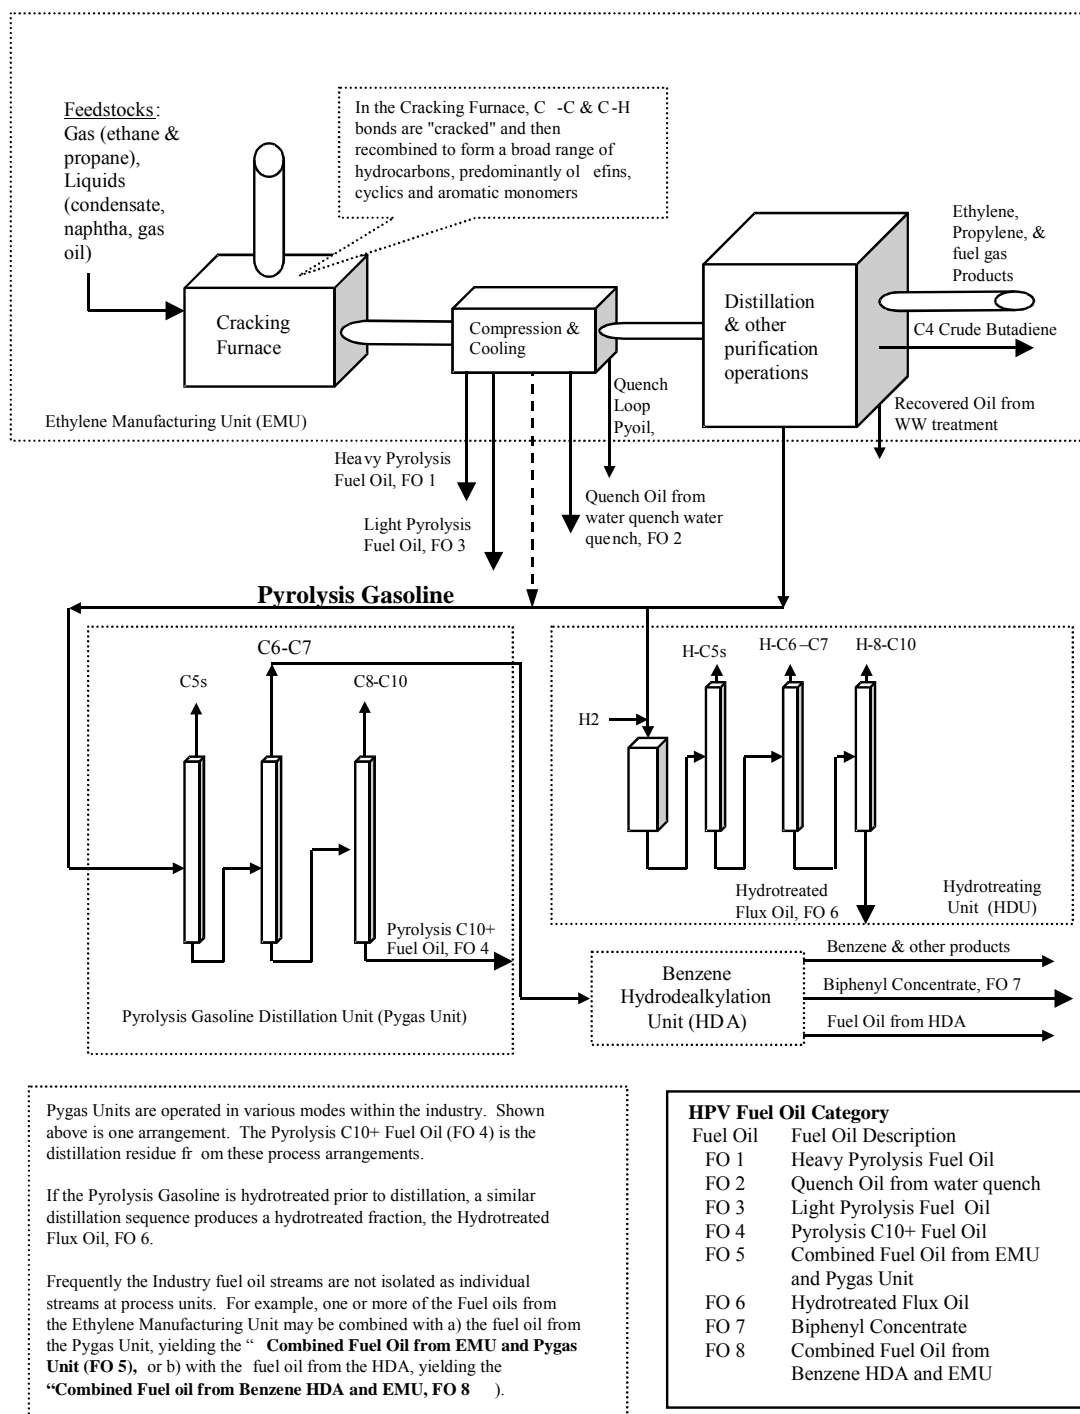 Feedstocks:
Gas (ethane &
propane),
Liquids
(condensate,
naphtha, gas
oil)
In the Cracking Furnace, C -C & C-H
bonds are "cracked" and then
recombined to form a broad range of
hydrocarbons, predominantly ol efins,
cyclics and aromatic monomers
Cracking
Furnace
Compression &
Cooling
Distillation
& other
purification
operations
Ethylene,
Propylene, &
fuel gas
Products
C4 Crude Butadiene
Quench
Loop
Pyoil,
Recovered Oil from
WW treatment
Ethylene Manufacturing Unit (EMU)
Heavy Pyrolysis
Fuel Oil, FO 1
Light Pyrolysis
Fuel Oil, FO 3
Quench Oil from
water quench water
quench, FO 2
Pyrolysis Gasoline
C5s
C6-C7
C8-C10
Pyrolysis C10+
Fuel Oil, FO 4
Pyrolysis Gasoline Distillation Unit (Pygas Unit)
H2
H-C5s
H-C6–C7
H-8-C10
Hydrotreated
Flux Oil, FO 6
Hydrotreating
Unit (HDU)
Benzene
Hydrodealkylation
Unit (HDA)
Benzene & other products
Biphenyl Concentrate, FO 7
Fuel Oil from HDA
Pygas Units are operated in various modes within the industry. Shown
above is one arrangement. The Pyrolysis C10+ Fuel Oil (FO 4) is the
distillation residue fr om these process arrangements.
If the Pyrolysis Gasoline is hydrotreated prior to distillation, a similar
distillation sequence produces a hydrotreated fraction, the Hydrotreated
Flux Oil, FO 6.
Frequently the Industry fuel oil streams are not isolated as individual
streams at process units. For example, one or more of the Fuel oils from
the Ethylene Manufacturing Unit may be combined with a) the fuel oil from
the Pygas Unit, yielding the “ Combined Fuel Oil from EMU and Pygas
Unit (FO 5), or b) with the fuel oil from the HDA, yielding the
“Combined Fuel oil from Benzene HDA and EMU, FO 8 ).
HPV Fuel Oil Category
Fuel Oil Fuel Oil Description
FO 1 Heavy Pyrolysis Fuel Oil
FO 2 Quench Oil from water quench
FO 3 Light Pyrolysis Fuel Oil
FO 4 Pyrolysis C10+ Fuel Oil
FO 5 Combined Fuel Oil from EMU
and Pygas Unit
FO 6 Hydrotreated Flux Oil
FO 7 Biphenyl Concentrate
FO 8 Combined Fuel Oil from
Benzene HDA and EMU